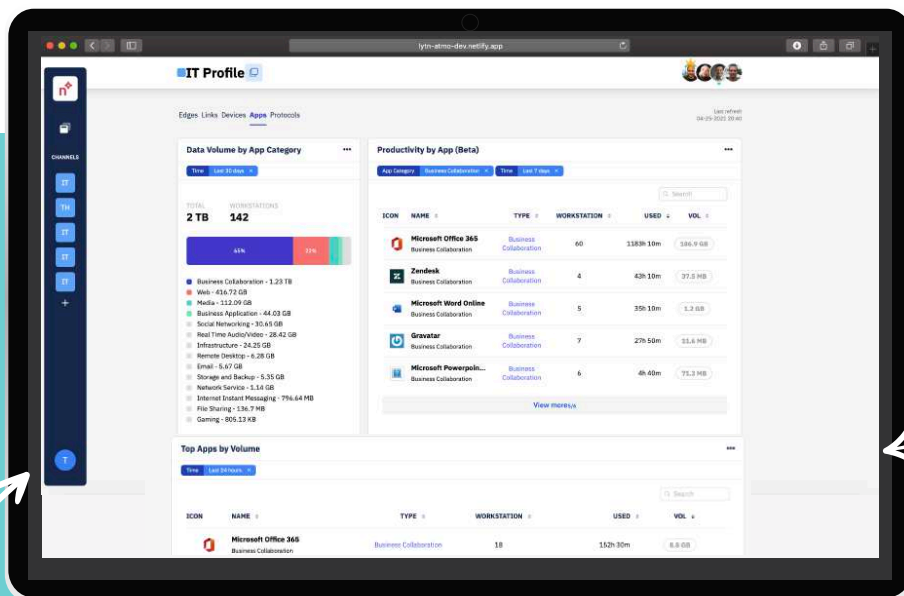 lytn-atmo-dev.netlify.app
n
IT Profile
Edges Links Devices Apps Protocols
Last refresh
04-25-2021 20:40
CHANNELS
IT
TH
IT
IT
IT
+
T
Data Volume by App Category
Time Last 30 days ×
TOTAL WORKSTATIONS
2 TB 142
65% 22%
Business Collaboration - 1.23 TB
Web - 416.72 GB
Media - 112.09 GB
Business Application - 44.03 GB
Social Networking - 30.65 GB
Real Time Audio/Video - 28.42 GB
Infrastructure - 24.25 GB
Remote Desktop - 6.28 GB
Email - 5.67 GB
Storage and Backup - 5.35 GB
Network Service - 1.14 GB
Internet Instant Messaging - 796.64 MB
File Sharing - 136.7 MB
Gaming - 805.13 KB
Productivity by App (Beta)
App Category Business Collaboration × Time Last 7 days ×
Search
ICON NAME TYPE WORKSTATION USED VOL
Microsoft Office 365 Business Collaboration 60 1183h 10m 186.9 GB
Business Collaboration
Zendesk Business Collaboration 4 43h 10m 37.5 MB
Business Collaboration
Microsoft Word Online Business Collaboration 5 35h 10m 1.2 GB
Business Collaboration
Gravatar Business Collaboration 7 27h 50m 11.6 MB
Business Collaboration
Microsoft Powerpoin... Business Collaboration 6 4h 40m 75.3 MB
Business Collaboration
View more
Top Apps by Volume
Time Last 24 hours ×
Search
ICON NAME TYPE WORKSTATION USED VOL
Microsoft Office 365 Business Collaboration 18 152h 30m 8.8 GB
Business Collaboration